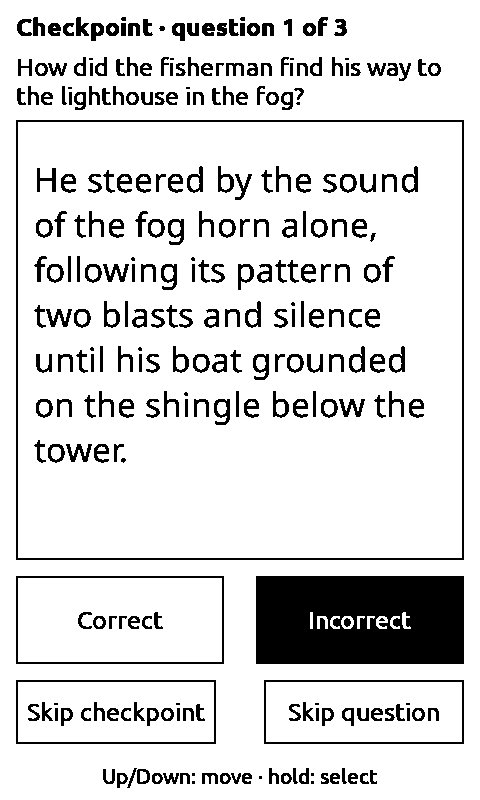 Checkpoint · question 1 of 3
How did the fisherman find his way to
the lighthouse in the fog?
He steered by the sound
of the fog horn alone,
following its pattern of
two blasts and silence
until his boat grounded
on the shingle below the
tower.
Correct
Incorrect
Skip checkpoint
Skip question
Up/Down: move · hold: select